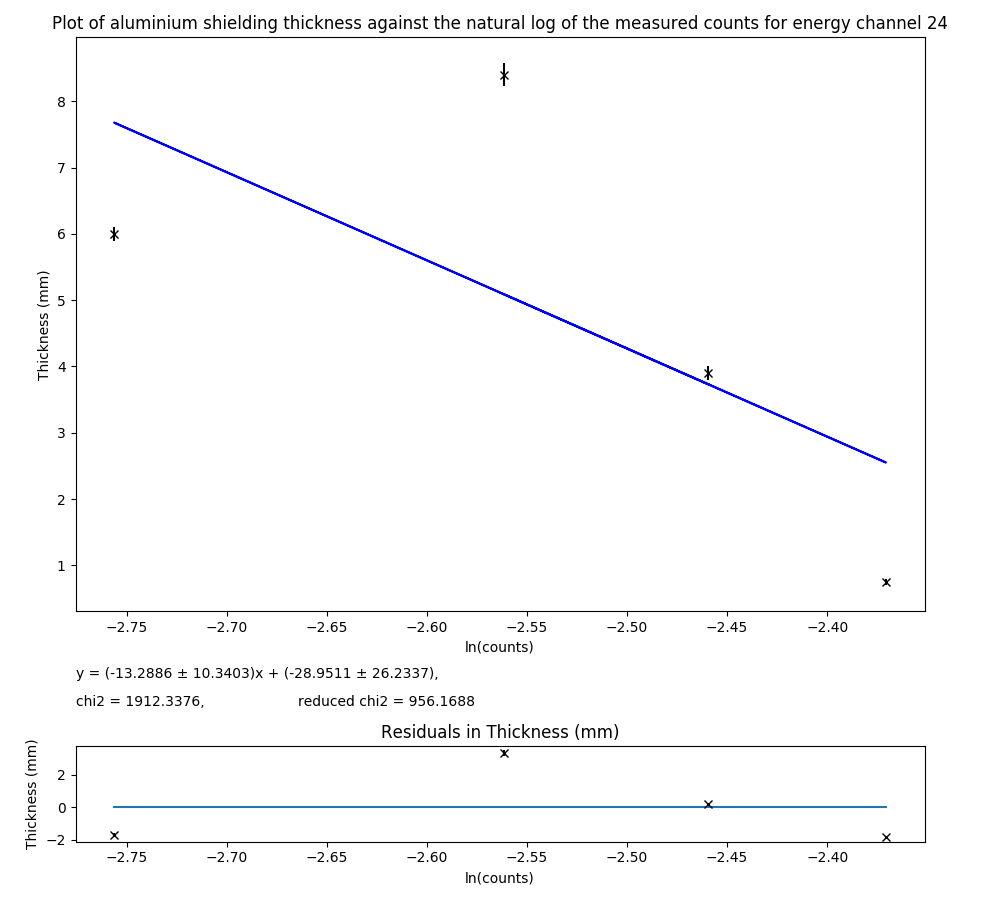 Plot of aluminium shielding thickness against the natural log of the measured counts for energy channel 24
Thickness (mm)
8
7
6
5
4
3
2
1
−2.75 −2.70 −2.65 −2.60 −2.55 −2.50 −2.45 −2.40
ln(counts)
y = (-13.2886 ± 10.3403)x + (-28.9511 ± 26.2337),
chi2 = 1912.3376, reduced chi2 = 956.1688
Residuals in Thickness (mm)
Thickness (mm)
2
0
−2
−2.75 −2.70 −2.65 −2.60 −2.55 −2.50 −2.45 −2.40
ln(counts)